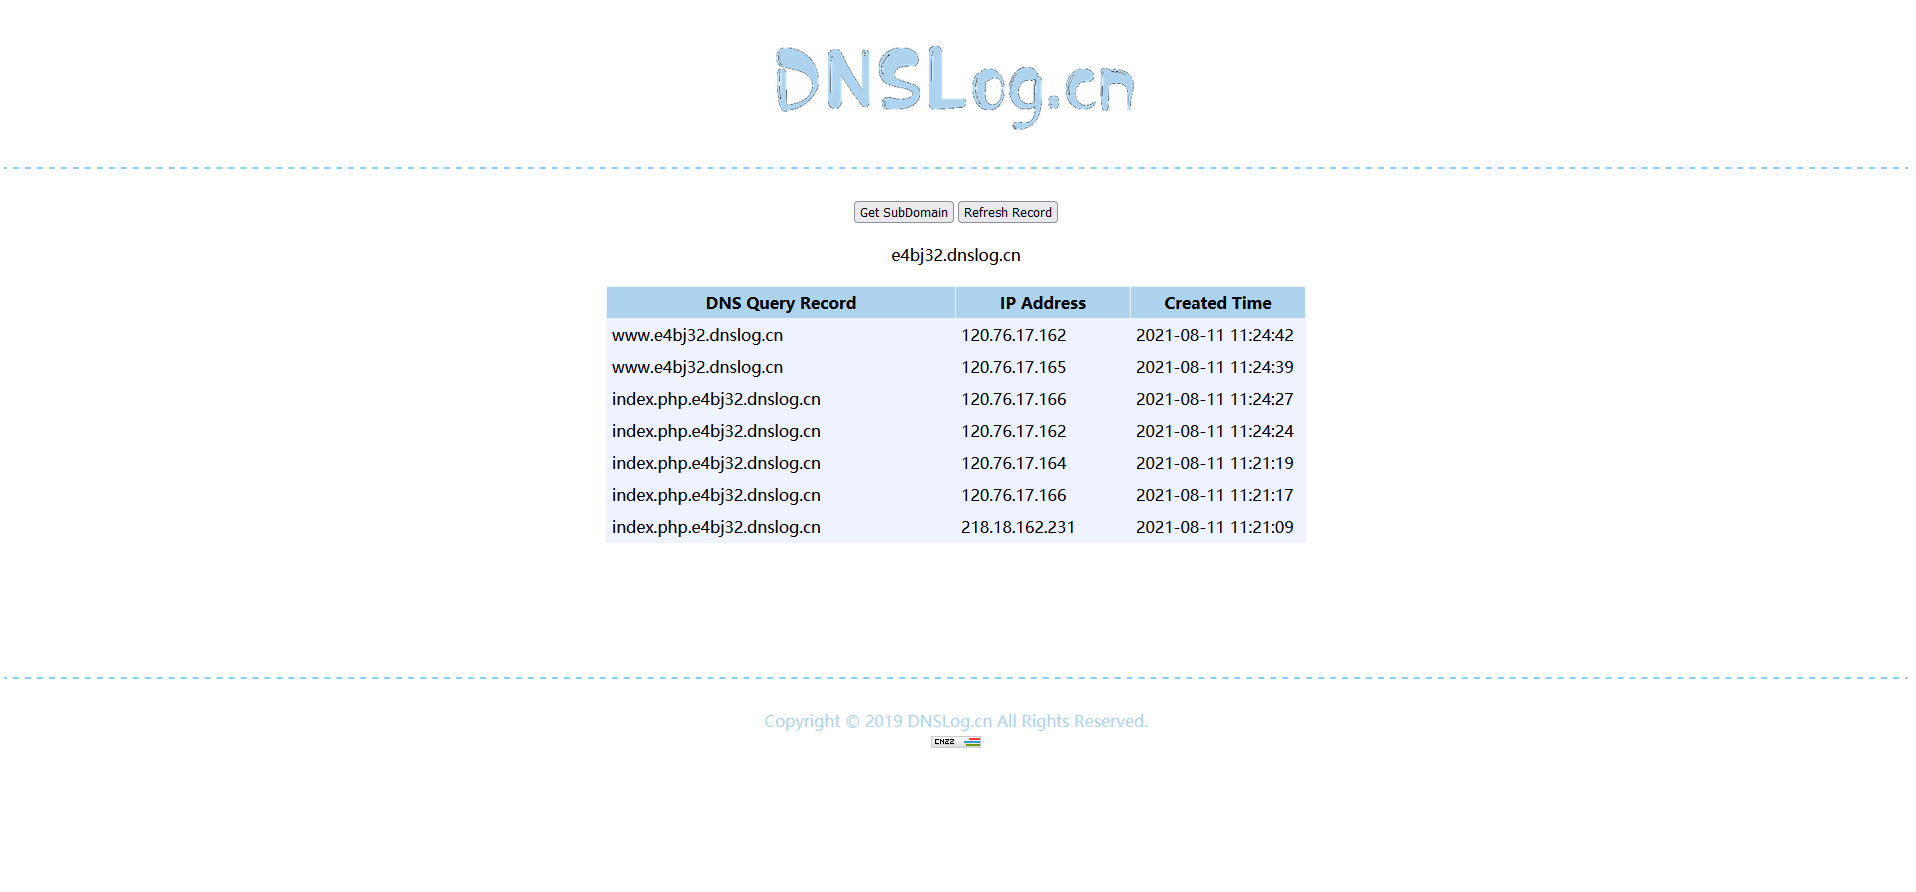 DNSLog.cn
Get SubDomain Refresh Record
e4bj32.dnslog.cn
DNS Query Record IP Address Created Time
www.e4bj32.dnslog.cn 120.76.17.162 2021-08-11 11:24:42
www.e4bj32.dnslog.cn 120.76.17.165 2021-08-11 11:24:39
index.php.e4bj32.dnslog.cn 120.76.17.166 2021-08-11 11:24:27
index.php.e4bj32.dnslog.cn 120.76.17.162 2021-08-11 11:24:24
index.php.e4bj32.dnslog.cn 120.76.17.164 2021-08-11 11:21:19
index.php.e4bj32.dnslog.cn 120.76.17.166 2021-08-11 11:21:17
index.php.e4bj32.dnslog.cn 218.18.162.231 2021-08-11 11:21:09
Copyright © 2019 DNSLog.cn All Rights Reserved.
CNZZ